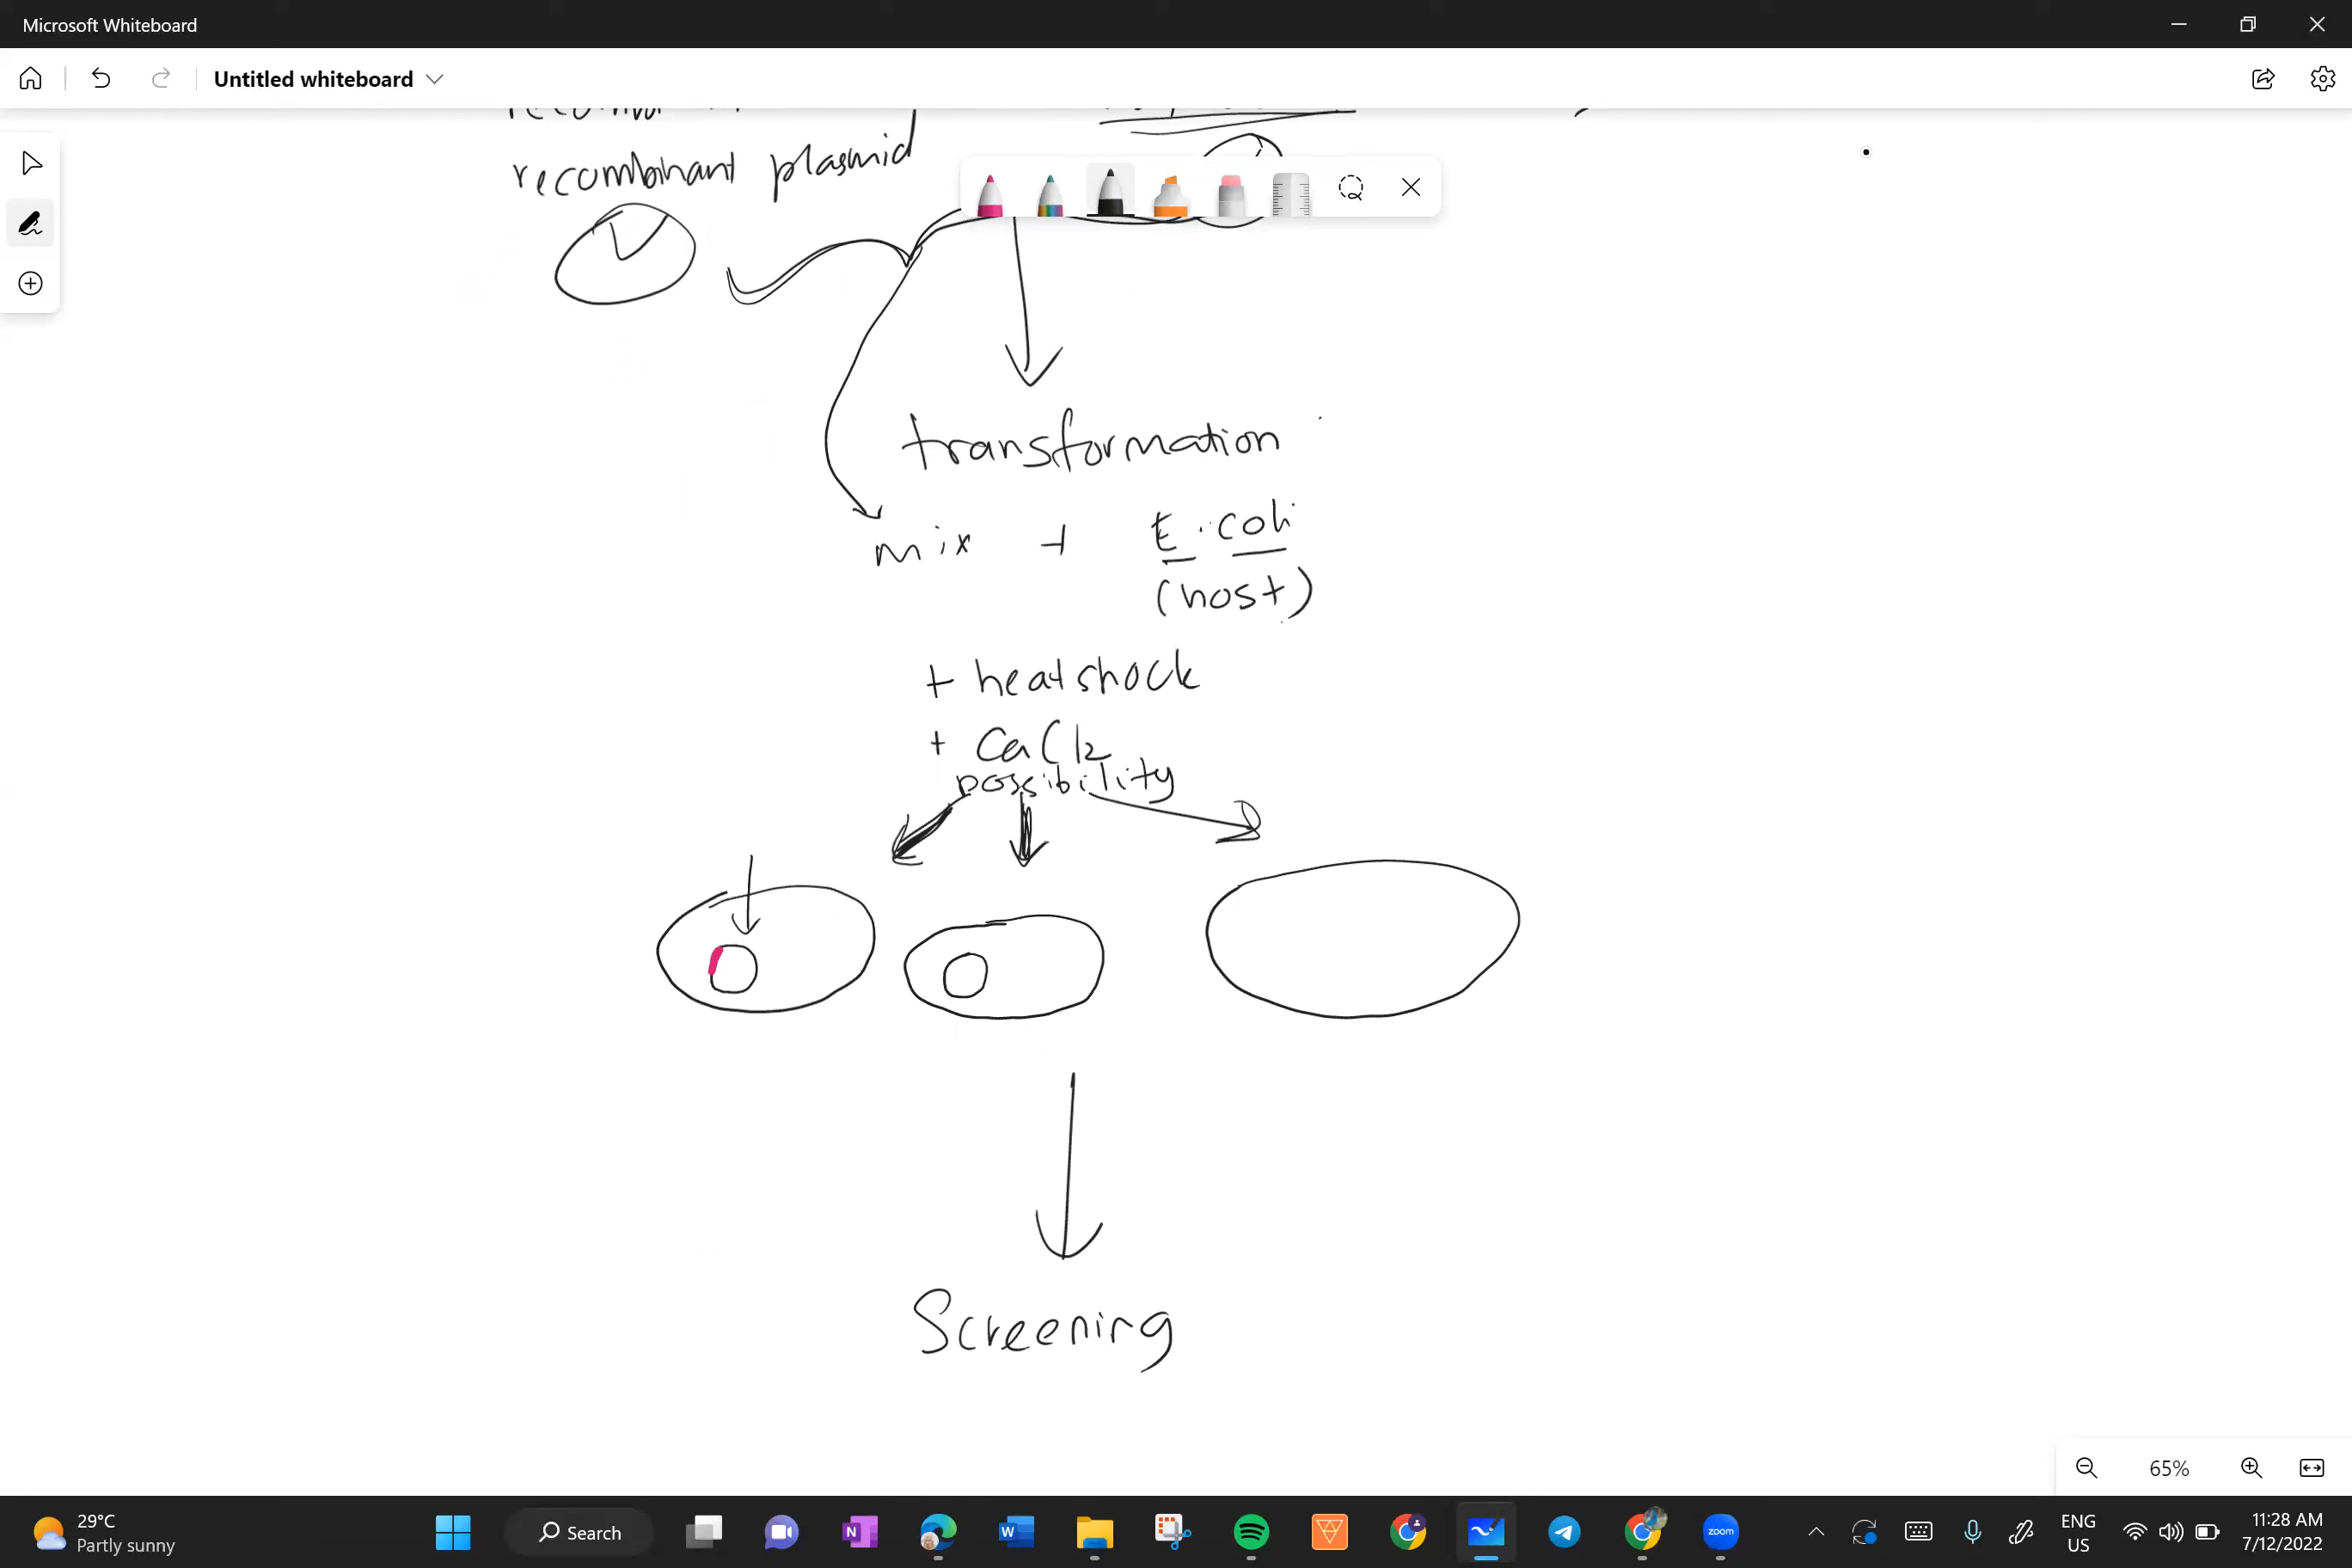 Microsoft Whiteboard
Untitled whiteboard
recombinant plasmid
transformation
mix + E. coli
(host)
+ heat shock
+ CaCl2
possibility
Screening
65%
29°C
Partly sunny
Search
zoom
ENG
US
11:28 AM
7/12/2022